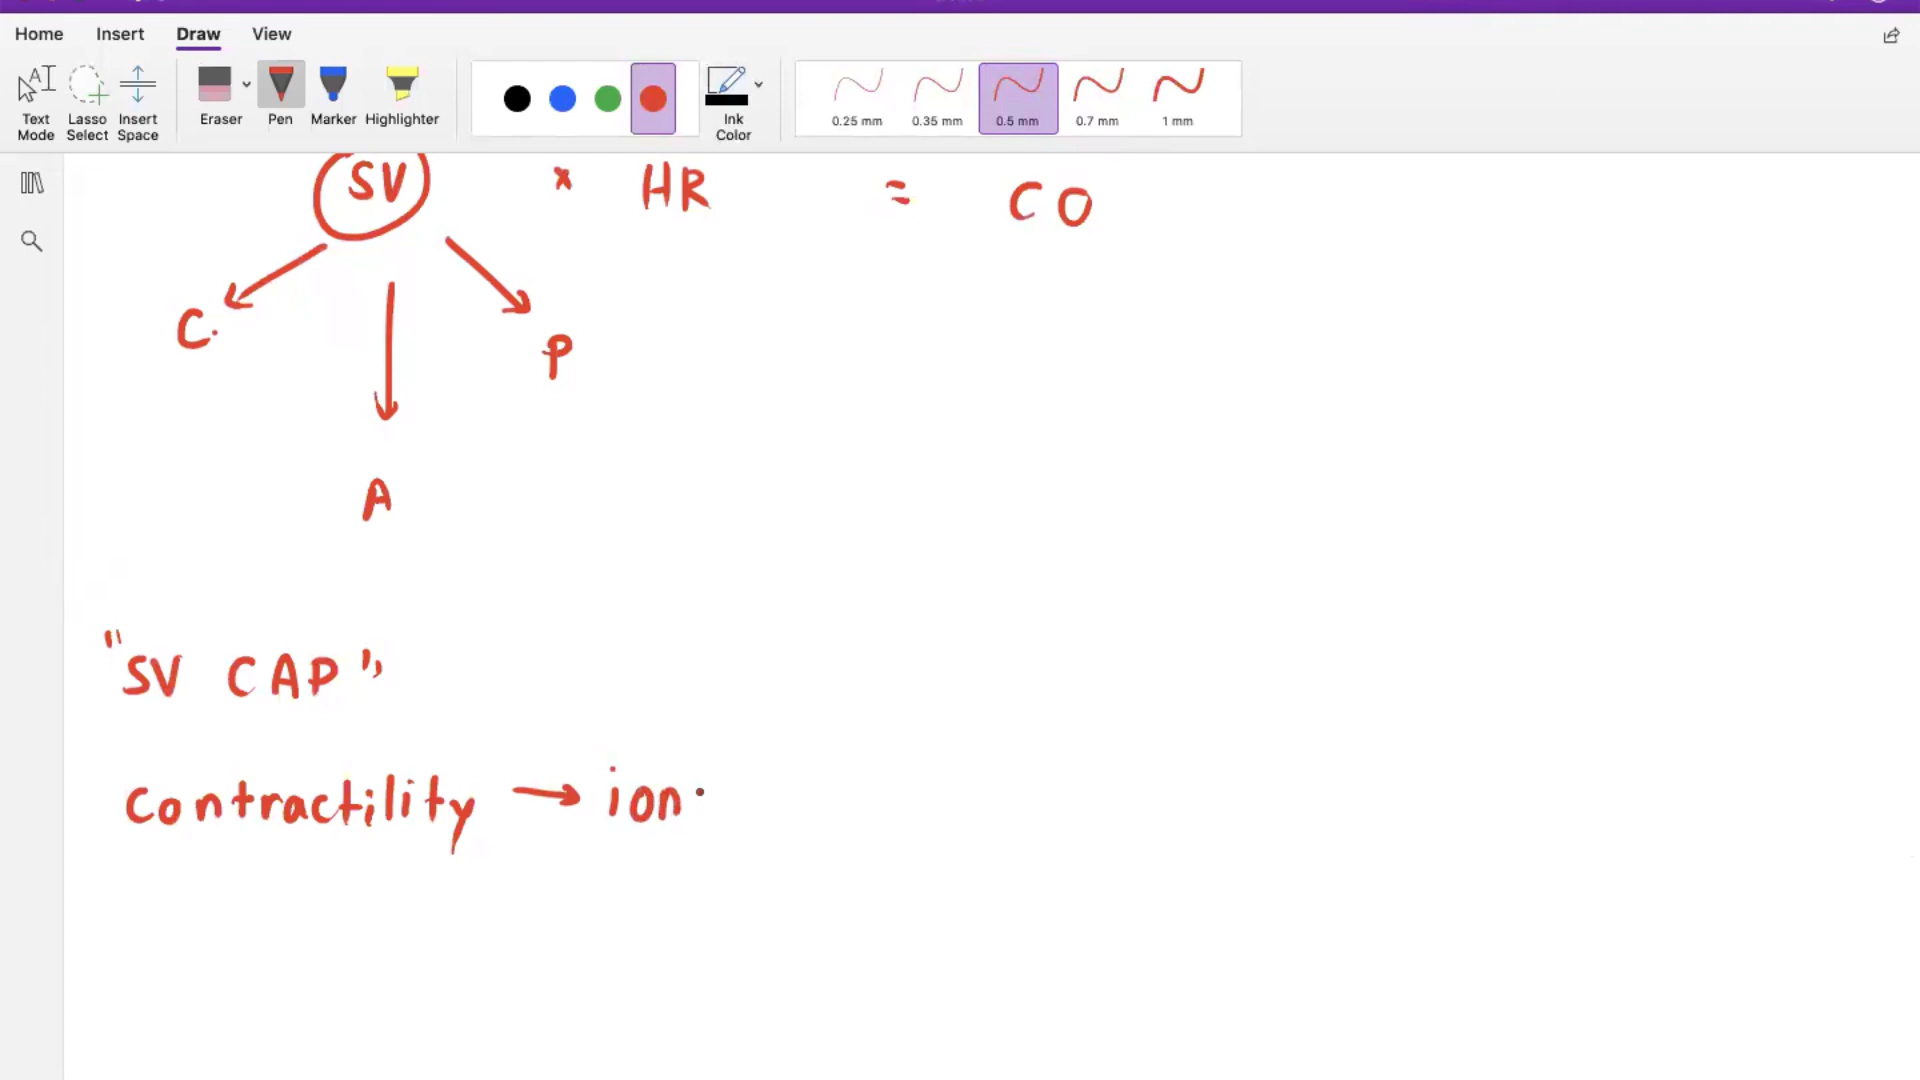 Home Insert Draw View
Text Mode Lasso Select Insert Space Eraser Pen Marker Highlighter Ink Color 0.25 mm 0.35 mm 0.5 mm 0.7 mm 1 mm
SV × HR = CO
C.
P
A
"SV CAP"
contractility → ion